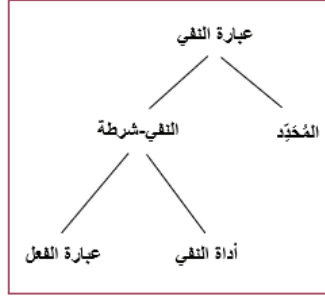 عبارة النفي
المُحَدِّد
النفي-شرطة
أداة النفي
عبارة الفعل